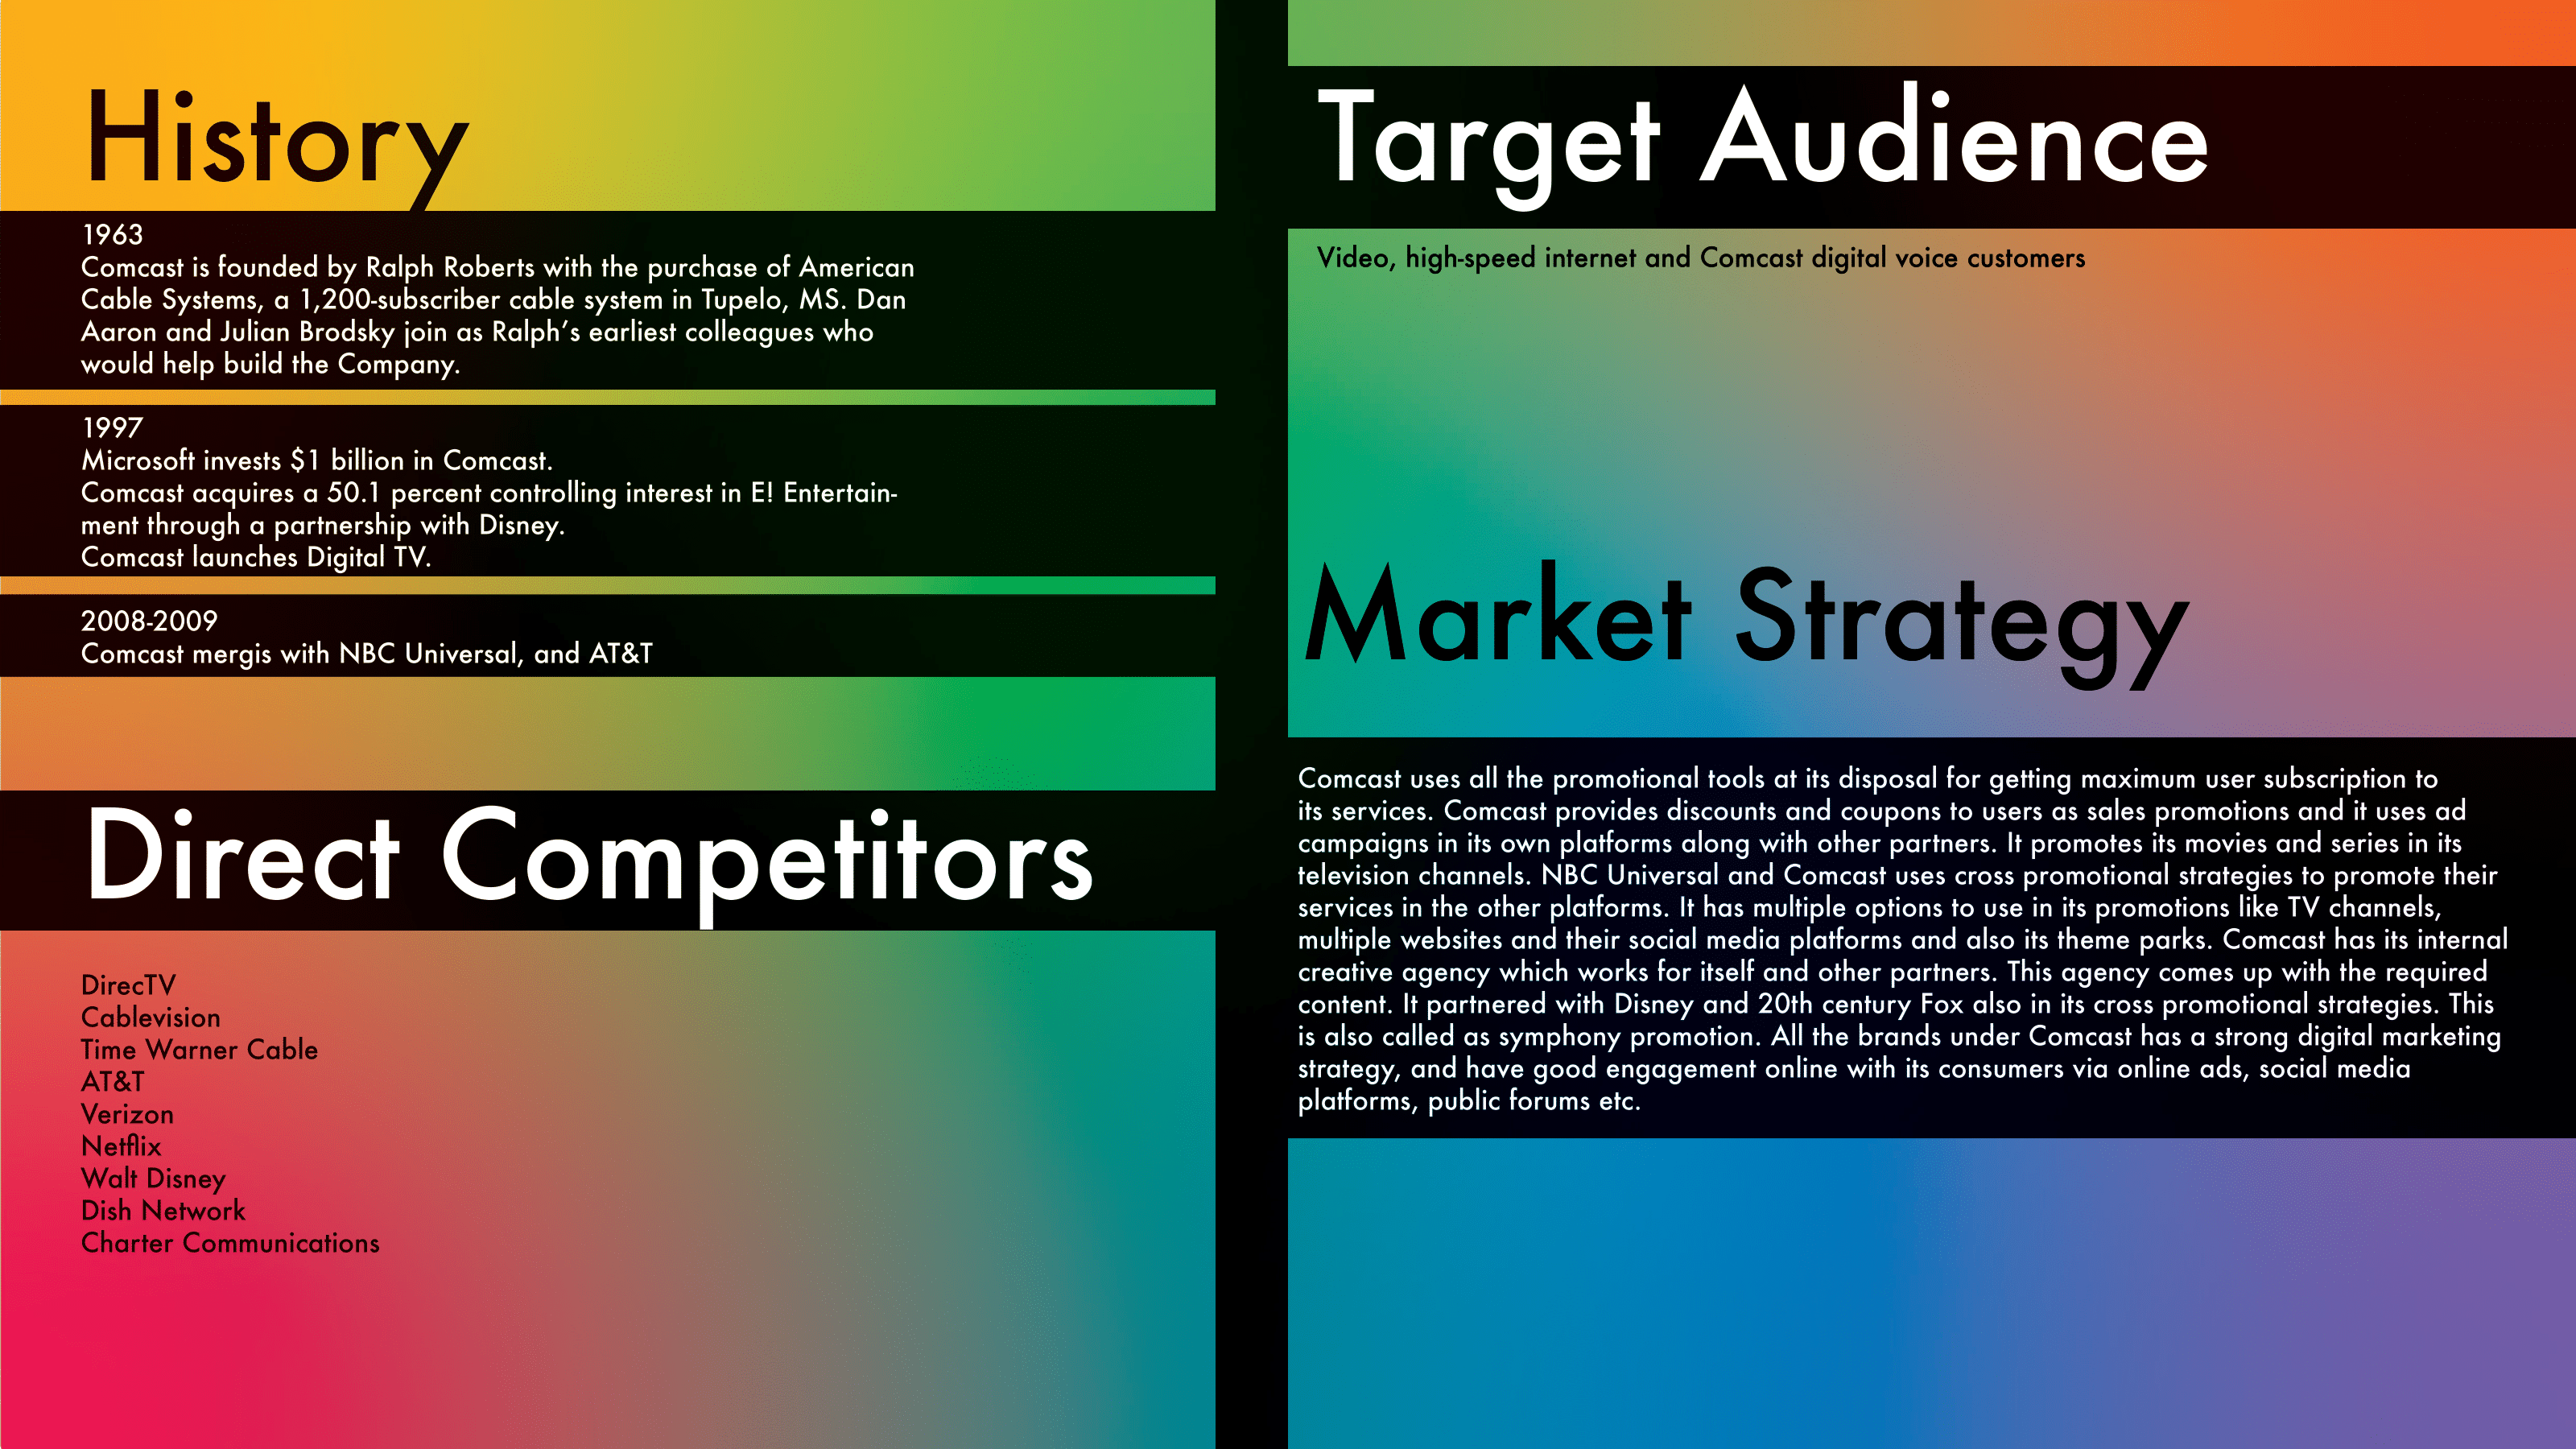 History
1963
Comcast is founded by Ralph Roberts with the purchase of American
Cable Systems, a 1,200-subscriber cable system in Tupelo, MS. Dan
Aaron and Julian Brodsky join as Ralph’s earliest colleagues who
would help build the Company.
1997
Microsoft invests $1 billion in Comcast.
Comcast acquires a 50.1 percent controlling interest in E! Entertain-
ment through a partnership with Disney.
Comcast launches Digital TV.
2008-2009
Comcast mergis with NBC Universal, and AT&T
Direct Competitors
DirecTV
Cablevision
Time Warner Cable
AT&T
Verizon
Netflix
Walt Disney
Dish Network
Charter Communications
Target Audience
Video, high-speed internet and Comcast digital voice customers
Market Strategy
Comcast uses all the promotional tools at its disposal for getting maximum user subscription to
its services. Comcast provides discounts and coupons to users as sales promotions and it uses ad
campaigns in its own platforms along with other partners. It promotes its movies and series in its
television channels. NBC Universal and Comcast uses cross promotional strategies to promote their
services in the other platforms. It has multiple options to use in its promotions like TV channels,
multiple websites and their social media platforms and also its theme parks. Comcast has its internal
creative agency which works for itself and other partners. This agency comes up with the required
content. It partnered with Disney and 20th century Fox also in its cross promotional strategies. This
is also called as symphony promotion. All the brands under Comcast has a strong digital marketing
strategy, and have good engagement online with its consumers via online ads, social media
platforms, public forums etc.